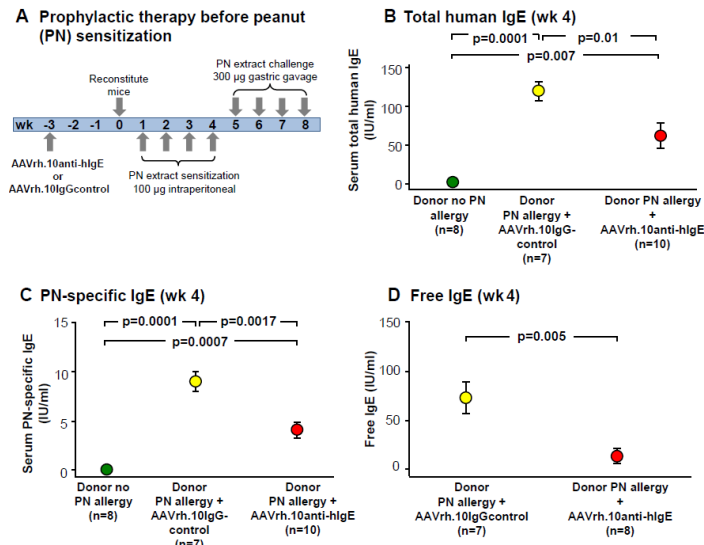 A Prophylactic therapy before peanut
(PN) sensitization
PN extract challenge
300 µg gastric gavage
Reconstitute
mice
wk -3 -2 -1 0 1 2 3 4 5 6 7 8
AAVrh.10anti-hIgE
or
AAVrh.10IgGcontrol
PN extract sensitization
100 µg intraperitoneal
B Total human IgE (wk 4)
p=0.0001 p=0.01
p=0.007
Serum total human IgE
(IU/ml)
150
100
50
0
Donor no PN
allergy
(n=8)
Donor
PN allergy +
AAVrh.10IgG-
control
(n=7)
Donor PN allergy
+
AAVrh.10anti-hIgE
(n=10)
C PN-specific IgE (wk 4)
p=0.0001 p=0.0017
p=0.0007
Serum PN-specific IgE
(IU/ml)
15
10
5
0
Donor no
PN allergy
(n=8)
Donor
PN allergy +
AAVrh.10IgG-
control
(n=7)
Donor
PN allergy +
AAVrh.10anti-hIgE
(n=10)
D Free IgE (wk 4)
p=0.005
Free IgE (IU/ml)
150
100
50
0
Donor
PN allergy +
AAVrh.10IgGcontrol
(n=7)
Donor PN allergy
+
AAVrh.10anti-hIgE
(n=8)